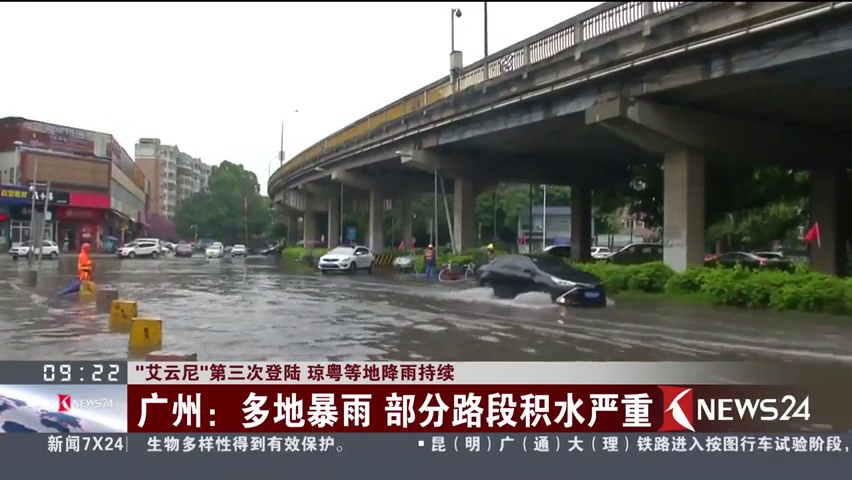 09:22 "艾云尼"第三次登陆 琼粤等地降雨持续
K NEWS24
广州：多地暴雨 部分路段积水严重
K NEWS24
新闻7X24 生物多样性得到有效保护。 · 昆（明）广（通）大（理）铁路进入按图行车试验阶段，